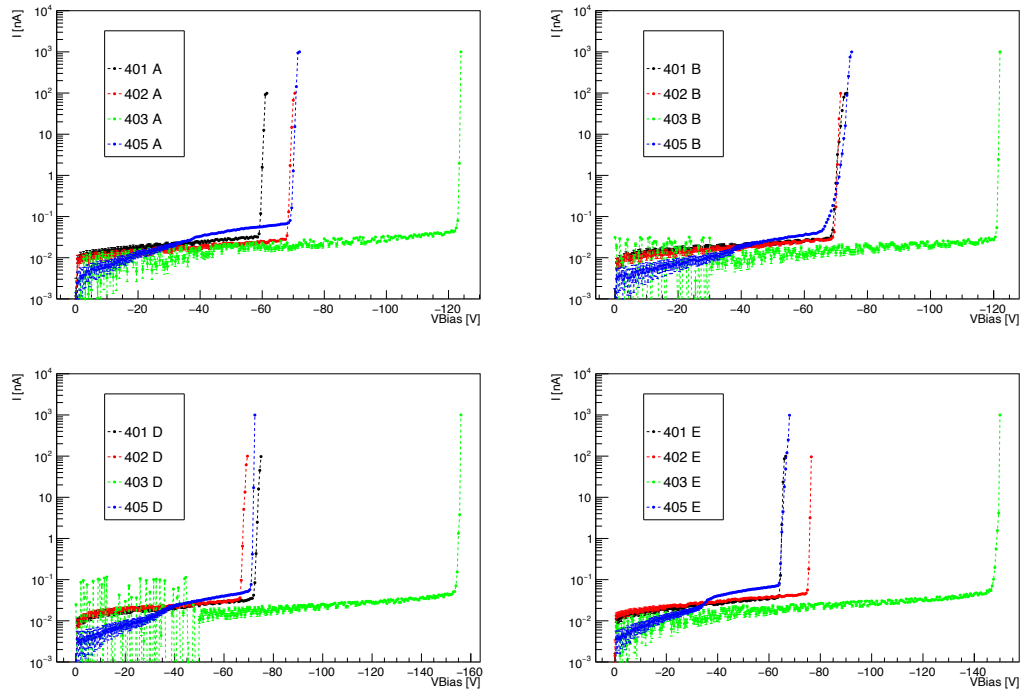 I [nA]
10⁴
10³
10²
10
1
10⁻¹
10⁻²
10⁻³
401 A
402 A
403 A
405 A
0 −20 −40 −60 −80 −100 −120
VBias [V]
I [nA]
10⁴
10³
10²
10
1
10⁻¹
10⁻²
10⁻³
401 B
402 B
403 B
405 B
0 −20 −40 −60 −80 −100 −120
VBias [V]
I [nA]
10⁴
10³
10²
10
1
10⁻¹
10⁻²
10⁻³
401 D
402 D
403 D
405 D
0 −20 −40 −60 −80 −100 −120 −140 −160
VBias [V]
I [nA]
10⁴
10³
10²
10
1
10⁻¹
10⁻²
10⁻³
401 E
402 E
403 E
405 E
0 −20 −40 −60 −80 −100 −120 −140
VBias [V]